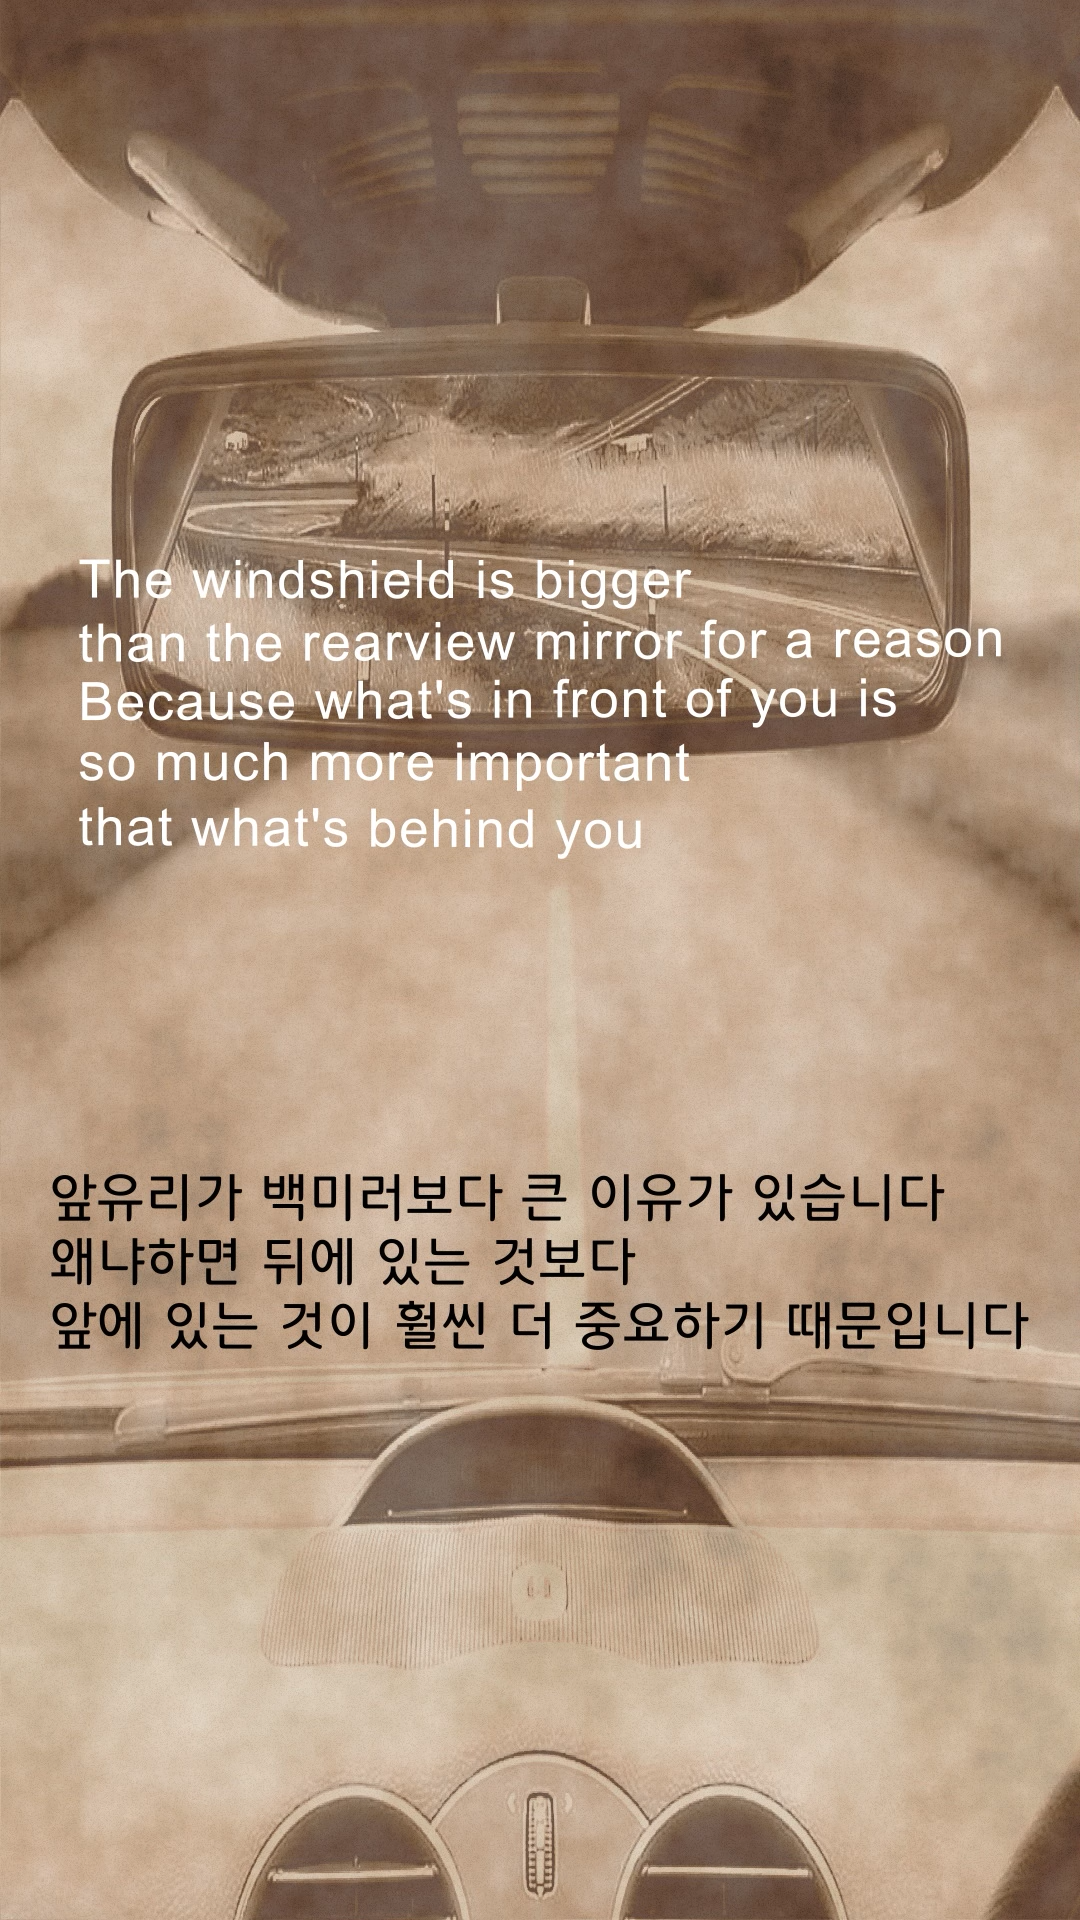 The windshield is bigger
than the rearview mirror for a reason
Because what's in front of you is
so much more important
that what's behind you
앞유리가 백미러보다 큰 이유가 있습니다
왜냐하면 뒤에 있는 것보다
앞에 있는 것이 훨씬 더 중요하기 때문입니다